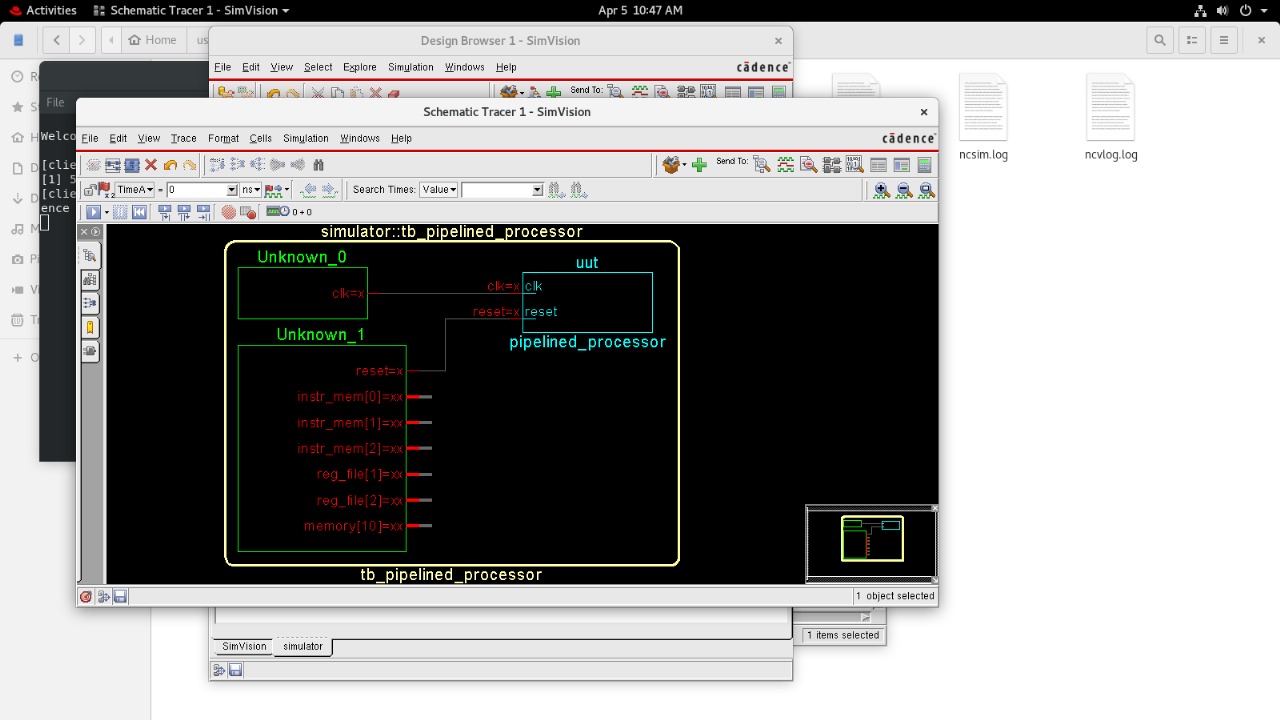 Activities Schematic Tracer 1 - SimVision Apr 5 10:47 AM
Home us
Design Browser 1 - SimVision
File Edit View Select Explore Simulation Windows Help cādence
Send To:
File
Schematic Tracer 1 - SimVision
Welco
File Edit View Trace Format Cells Simulation Windows Help cādence
[clie
[1] 5
[clie
ence
Send To:
TimeA = 0 ns Search Times: Value
0 + 0
ncsim.log
ncvlog.log
simulator::tb_pipelined_processor
Unknown_0
uut
clk=x
clk=x clk
reset=x reset
Unknown_1
pipelined_processor
reset=x
instr_mem[0]=xx
instr_mem[1]=xx
instr_mem[2]=xx
reg_file[1]=xx
reg_file[2]=xx
memory[10]=xx
tb_pipelined_processor
1 object selected
1 items selected
SimVision simulator